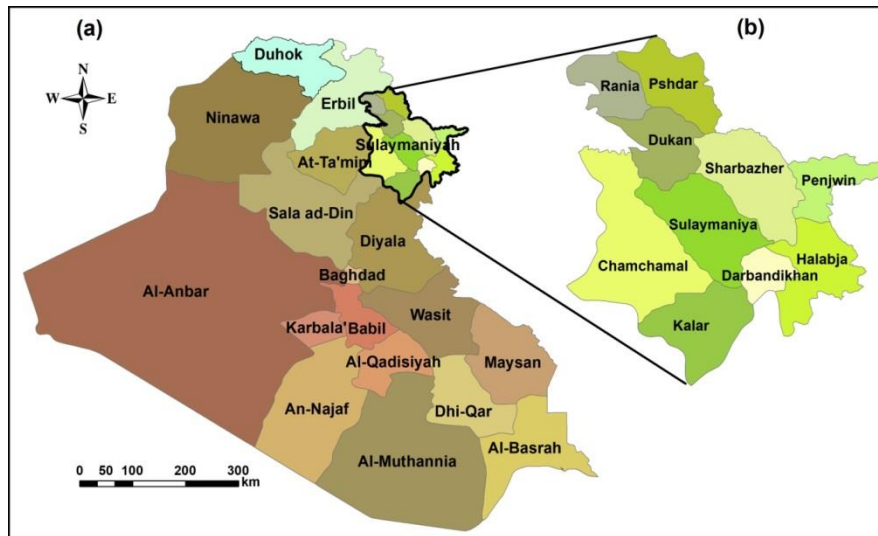 (a)
(b)
Duhok
N
W E
S
Erbil
Ninawa
Sulaymaniyah
At-Ta'mim
Sala ad-Din
Diyala
Baghdad
Al-Anbar
Wasit
Karbala' Babil
Al-Qadisiyah
Maysan
An-Najaf
Dhi-Qar
Al-Basrah
Al-Muthannia
0 50 100 200 300
km
Rania
Pshdar
Dukan
Sharbazher
Penjwin
Sulaymaniya
Halabja
Chamchamal
Darbandikhan
Kalar